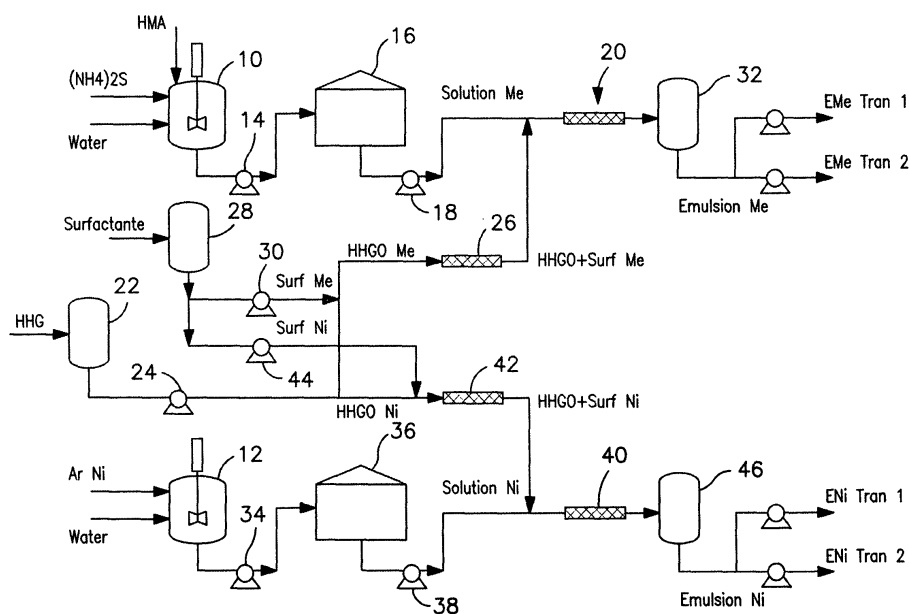 HMA
(NH4)2S
Water
10
14
16
18
Solution Me
20
32
EMe Tran 1
EMe Tran 2
Emulsion Me
Surfactante
28
30
Surf Me
HHGO Me
26
HHGO+Surf Me
Surf Ni
44
HHG
22
24
HHGO Ni
42
HHGO+Surf Ni
Ar Ni
Water
12
34
36
38
Solution Ni
40
46
ENi Tran 1
ENi Tran 2
Emulsion Ni